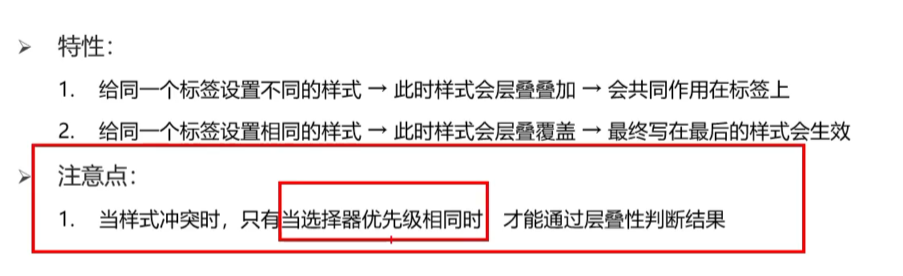 ➢ 特性：
1. 给同一个标签设置不同的样式 → 此时样式会层叠叠加 → 会共同作用在标签上
2. 给同一个标签设置相同的样式 → 此时样式会层叠覆盖 → 最终写在最后的样式会生效
➢ 注意点：
1. 当样式冲突时，只有当选择器优先级相同时 才能通过层叠性判断结果